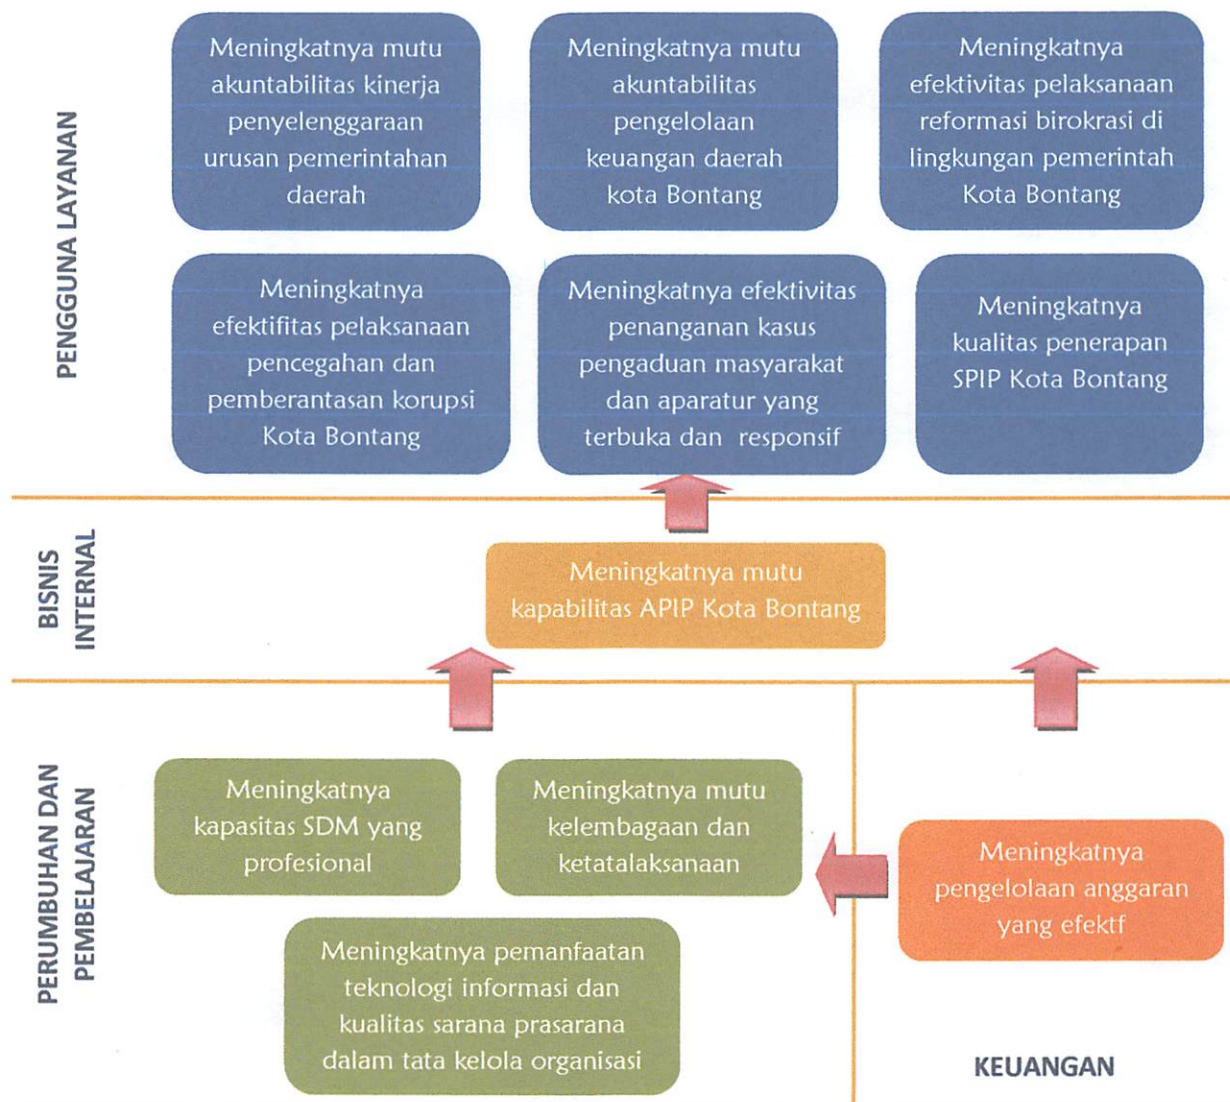 PENGGUNA LAYANAN
Meningkatnya mutu
akuntabilitas kinerja
penyelenggaraan
urusan pemerintahan
daerah
Meningkatnya mutu
akuntabilitas
pengelolaan
keuangan daerah
kota Bontang
Meningkatnya
efektivitas pelaksanaan
reformasi birokrasi di
lingkungan pemerintah
Kota Bontang
Meningkatnya
efektifitas pelaksanaan
pencegahan dan
pemberantasan korupsi
Kota Bontang
Meningkatnya efektivitas
penanganan kasus
pengaduan masyarakat
dan aparatur yang
terbuka dan responsif
Meningkatnya
kualitas penerapan
SPIP Kota Bontang
BISNIS
INTERNAL
Meningkatnya mutu
kapabilitas APIP Kota Bontang
PERUMBUHAN DAN
PEMBELAJARAN
Meningkatnya
kapasitas SDM yang
profesional
Meningkatnya mutu
kelembagaan dan
ketatalaksanaan
Meningkatnya pemanfaatan
teknologi informasi dan
kualitas sarana prasarana
dalam tata kelola organisasi
Meningkatnya
pengelolaan anggaran
yang efektf
KEUANGAN